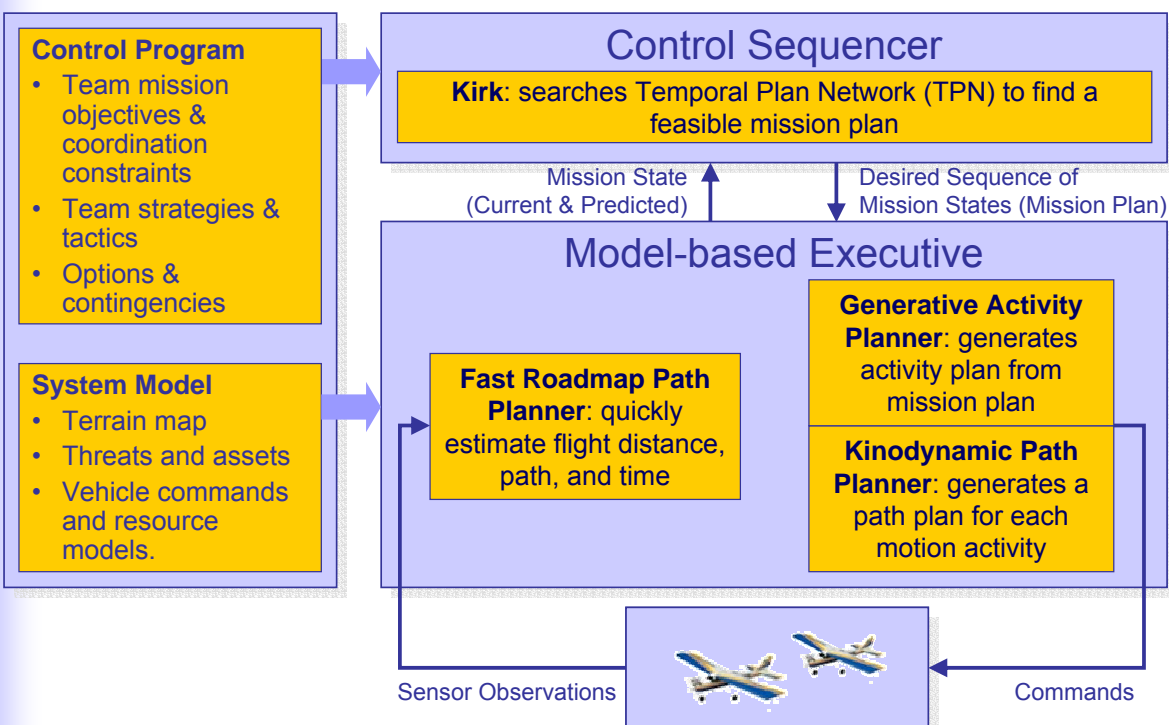 Control Program
• Team mission
objectives &
coordination
constraints
• Team strategies &
tactics
• Options &
contingencies
System Model
• Terrain map
• Threats and assets
• Vehicle commands
and resource
models.
Control Sequencer
Kirk: searches Temporal Plan Network (TPN) to find a
feasible mission plan
Mission State
(Current & Predicted)
Desired Sequence of
Mission States (Mission Plan)
Model-based Executive
Fast Roadmap Path
Planner: quickly
estimate flight distance,
path, and time
Generative Activity
Planner: generates
activity plan from
mission plan
Kinodynamic Path
Planner: generates a
path plan for each
motion activity
Sensor Observations
Commands